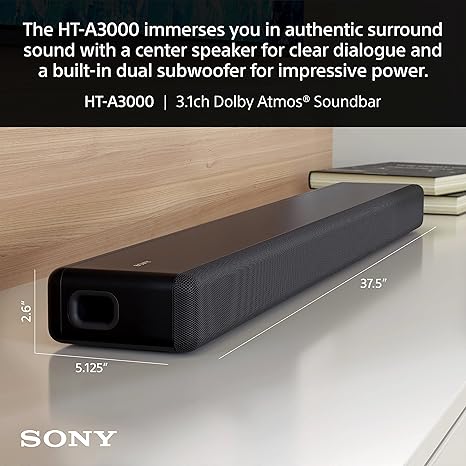 The HT-A3000 immerses you in authentic surround
sound with a center speaker for clear dialogue and
a built-in dual subwoofer for impressive power.
HT-A3000 | 3.1ch Dolby Atmos® Soundbar
SONY
37.5"
2.6"
5.125"
SONY